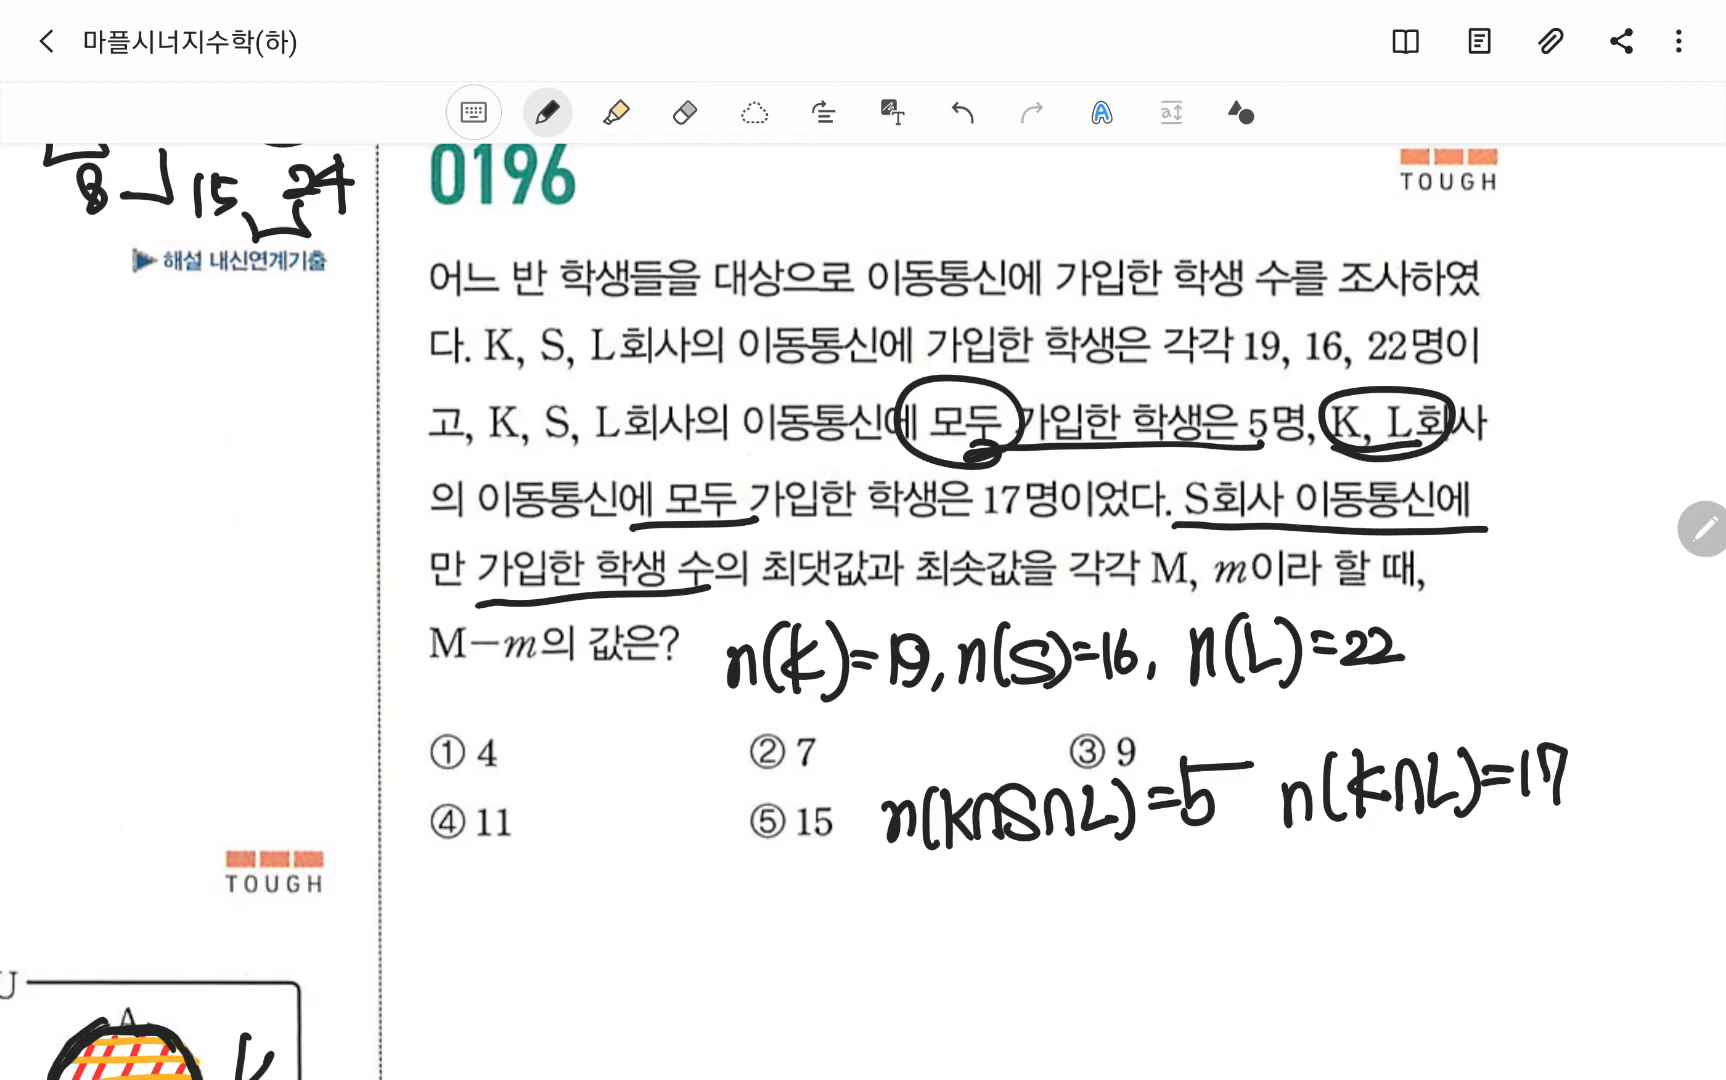 마플시너지수학(하)
8 15 24
해설 내신연계기출
0196
TOUGH
어느 반 학생들을 대상으로 이동통신에 가입한 학생 수를 조사하였
다. K, S, L회사의 이동통신에 가입한 학생은 각각 19, 16, 22명이
고, K, S, L회사의 이동통신에 모두 가입한 학생은 5명, K, L회사
의 이동통신에 모두 가입한 학생은 17명이었다. S회사 이동통신에
만 가입한 학생 수의 최댓값과 최솟값을 각각 M, m이라 할 때,
M-m의 값은?
n(K)=19, n(S)=16, n(L)=22
① 4 ② 7 ③ 9
④ 11 ⑤ 15
n(K∩S∩L)=5 n(K∩L)=17
TOUGH
U
A